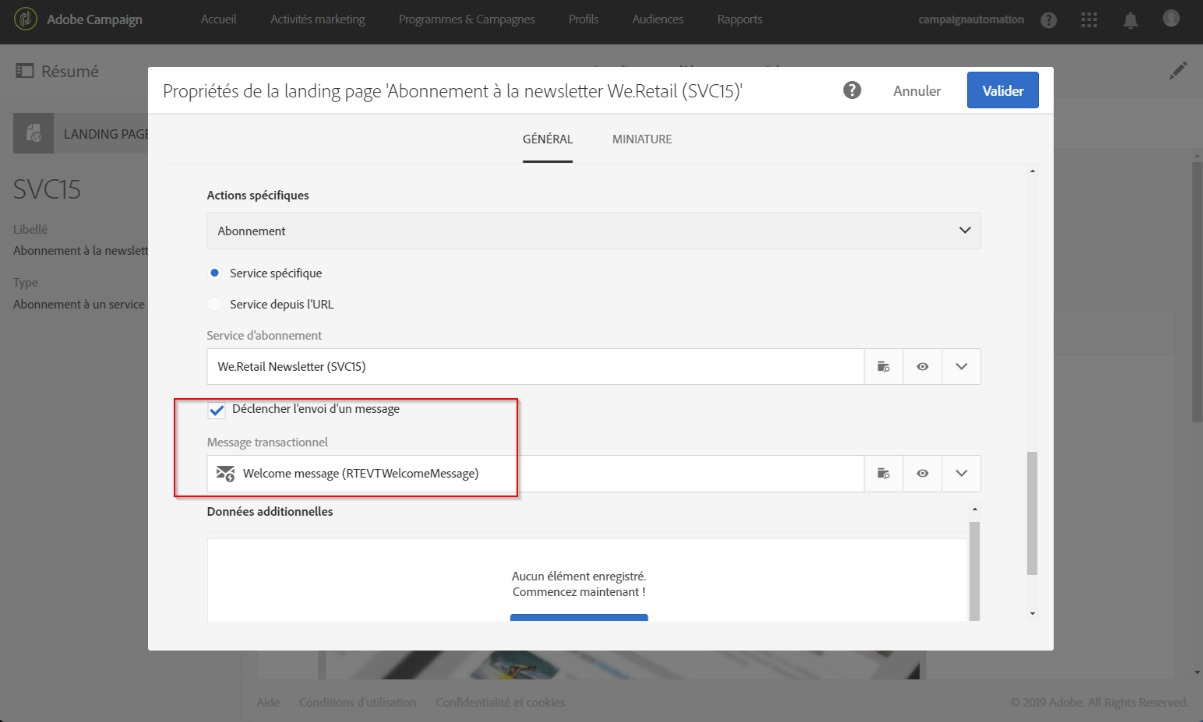 Adobe Campaign
Accueil
Activités marketing
Programmes & Campagnes
Profils
Audiences
Rapports
campaignautomation
Résumé
Propriétés de la landing page 'Abonnement à la newsletter We.Retail (SVC15)'
Annuler
Valider
LANDING PAGE
GÉNÉRAL
MINIATURE
SVC15
Libellé
Abonnement à la newslett
Type
Abonnement à un service
Actions spécifiques
Abonnement
Service spécifique
Service depuis l'URL
Service d'abonnement
We.Retail Newsletter (SVC15)
Déclencher l'envoi d'un message
Message transactionnel
Welcome message (RTEVTWelcomeMessage)
Données additionnelles
Aucun élément enregistré.
Commencez maintenant !
Aide
Conditions d'utilisation
Confidentialité et cookies
© 2019 Adobe. All Rights Reserved.